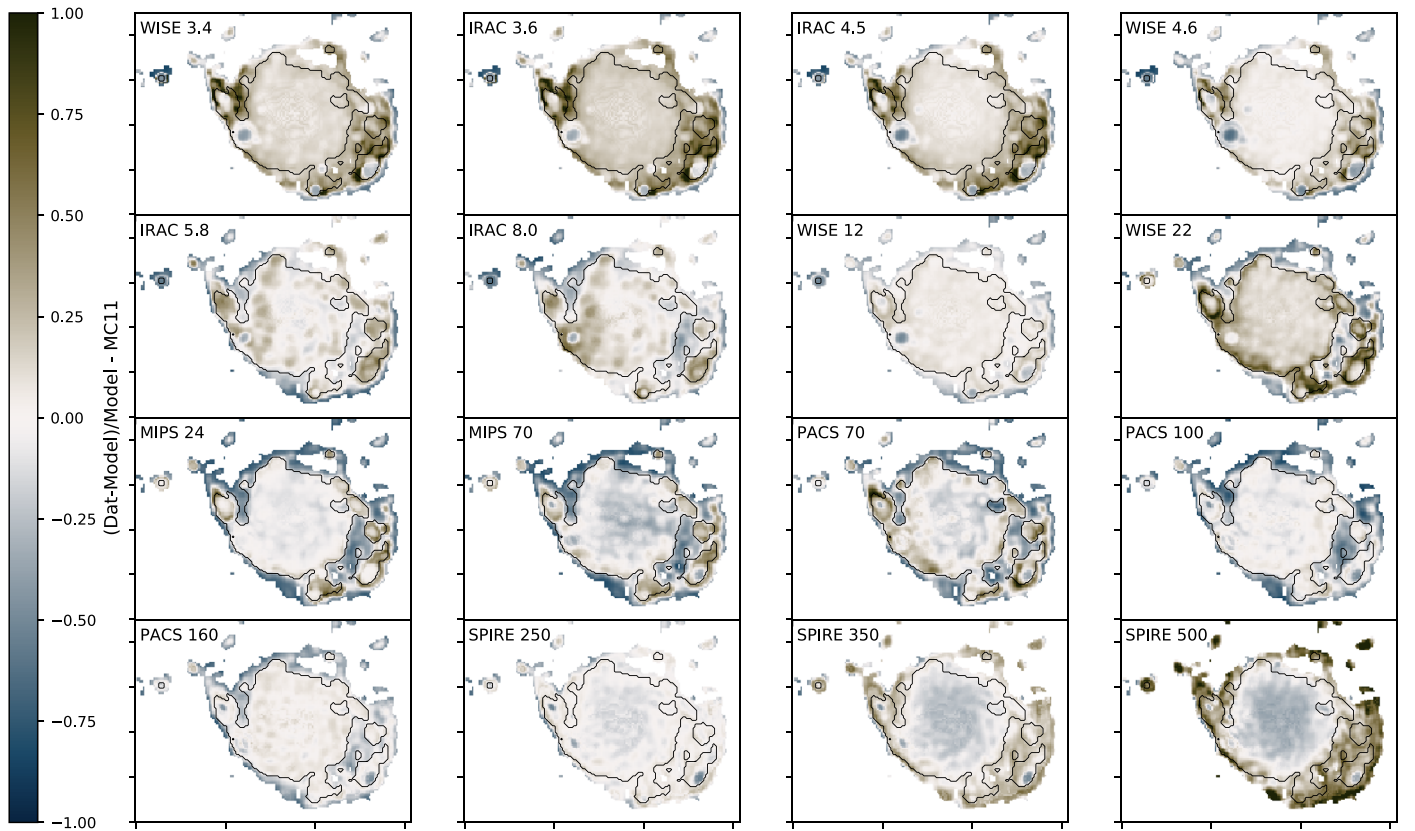 1.00
0.75
0.50
0.25
0.00
−0.25
−0.50
−0.75
−1.00
(Dat-Model)/Model - MC11
WISE 3.4
IRAC 3.6
IRAC 4.5
WISE 4.6
IRAC 5.8
IRAC 8.0
WISE 12
WISE 22
MIPS 24
MIPS 70
PACS 70
PACS 100
PACS 160
SPIRE 250
SPIRE 350
SPIRE 500